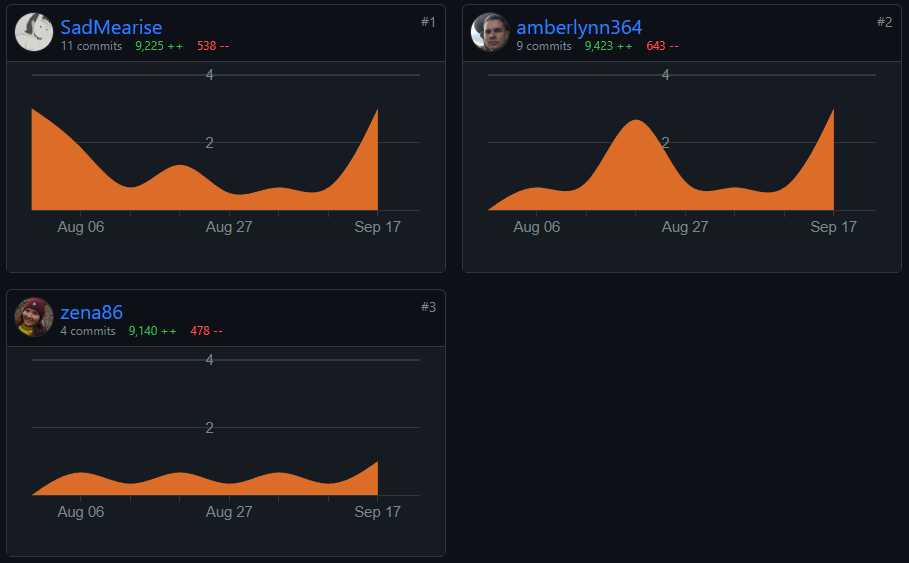 SadMearise #1
11 commits 9,225 ++ 538 --
4
2
Aug 06 Aug 27 Sep 17
amberlynn364 #2
9 commits 9,423 ++ 643 --
4
2
Aug 06 Aug 27 Sep 17
zena86 #3
4 commits 9,140 ++ 478 --
4
2
Aug 06 Aug 27 Sep 17